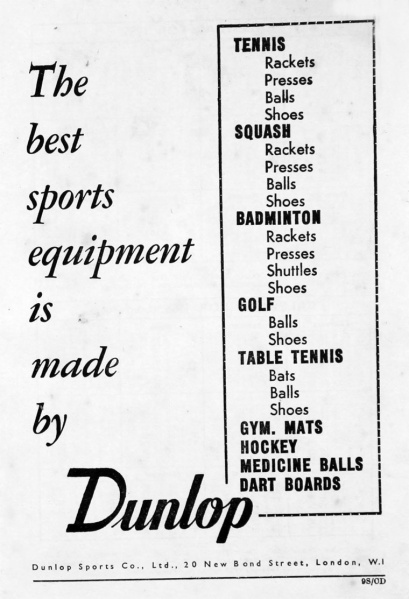 The
best
sports
equipment
is
made
by
Dunlop
TENNIS
Rackets
Presses
Balls
Shoes
SQUASH
Rackets
Presses
Balls
Shoes
BADMINTON
Rackets
Presses
Shuttles
Shoes
GOLF
Balls
Shoes
TABLE TENNIS
Bats
Balls
Shoes
GYM. MATS
HOCKEY
MEDICINE BALLS
DART BOARDS
Dunlop Sports Co., Ltd., 20 New Bond Street, London, W.I
9S/CD